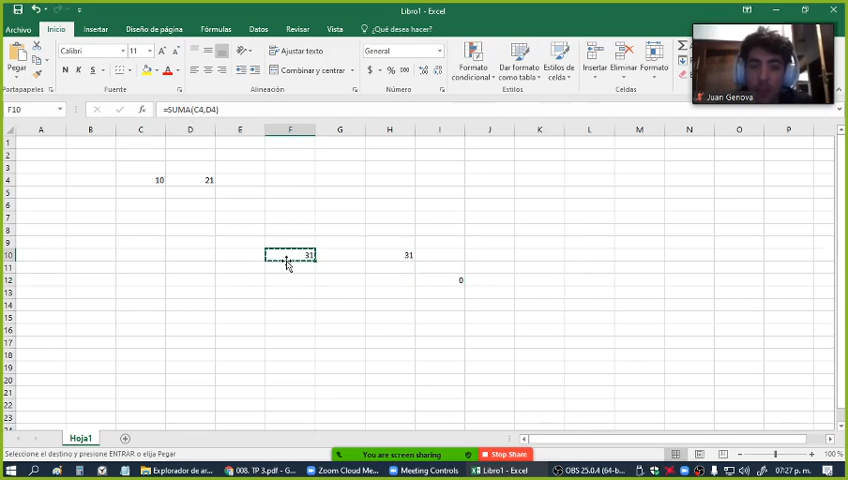 Libro1 - Excel
Archivo Inicio Insertar Diseño de página Fórmulas Datos Revisar Vista ¿Qué desea hacer?
Calibri 11 Ajustar texto General
Pegar N K S Combinar y centrar $ % 000 Formato condicional Dar formato como tabla Estilos de celda Insertar Eliminar Formato
Portapapeles Fuente Alineación Número Estilos Celdas
Juan Genova
F10 fx =SUMA(C4,D4)
A B C D E F G H I J K L M N O P
1
2
3
4 10 21
5
6
7
8
9
10 31 31
11
12 0
13
14
15
16
17
18
19
20
21
22
23
Hoja1
Seleccione el destino y presione ENTRAR o elija Pegar You are screen sharing Stop Share 100 %
Explorador de ar... 008. TP 3.pdf - G... Zoom Cloud Me... Meeting Controls Libro1 - Excel OBS 25.0.4 (64-b... 07:27 p. m.